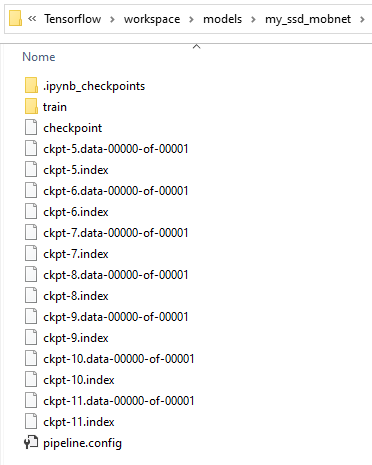 « Tensorflow > workspace > models > my_ssd_mobnet >
Nome
.ipynb_checkpoints
train
checkpoint
ckpt-5.data-00000-of-00001
ckpt-5.index
ckpt-6.data-00000-of-00001
ckpt-6.index
ckpt-7.data-00000-of-00001
ckpt-7.index
ckpt-8.data-00000-of-00001
ckpt-8.index
ckpt-9.data-00000-of-00001
ckpt-9.index
ckpt-10.data-00000-of-00001
ckpt-10.index
ckpt-11.data-00000-of-00001
ckpt-11.index
pipeline.config